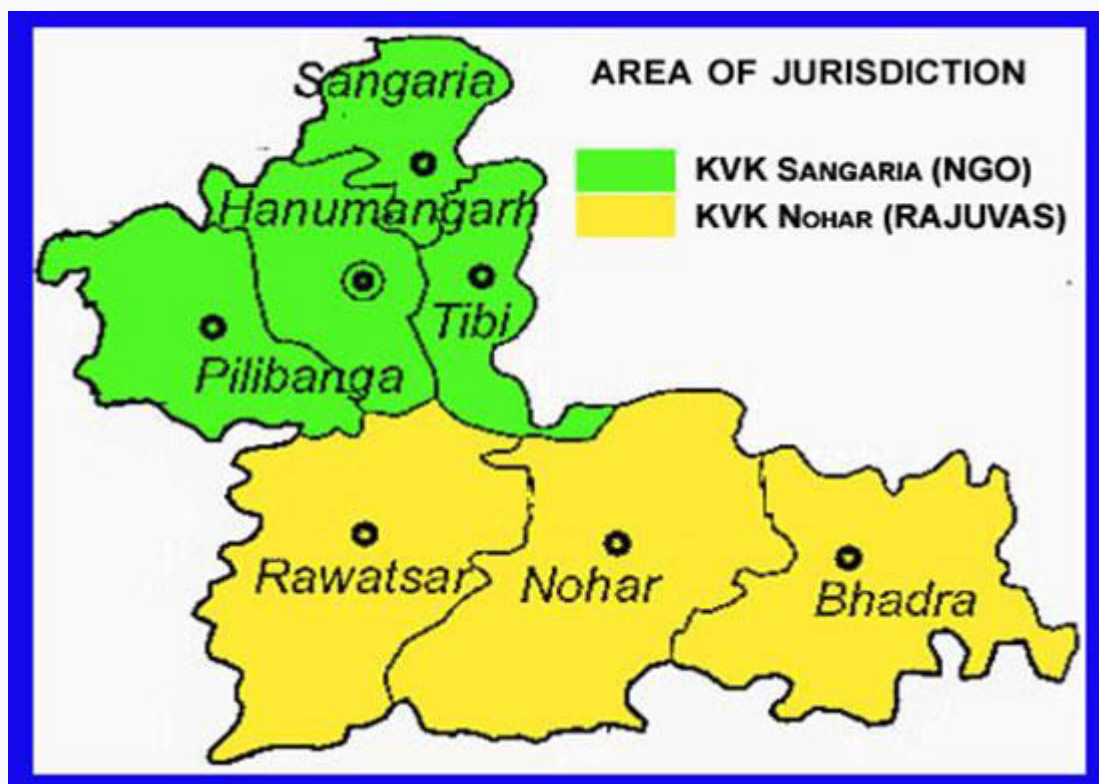 Sangaria
AREA OF JURISDICTION
KVK SANGARIA (NGO)
KVK NOHAR (RAJUVAS)
Hanumangarh
Tibi
Pilibanga
Rawatsar
Nohar
Bhadra